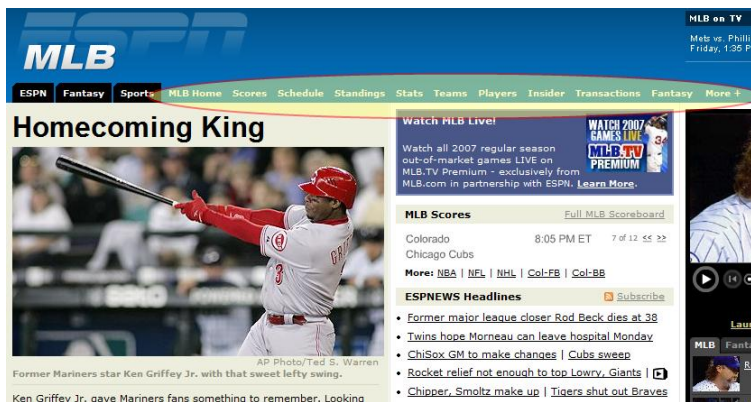 ESPN
MLB
MLB on TV
Mets vs. Philli
Friday, 1:35 P
ESPN Fantasy Sports MLB Home Scores Schedule Standings Stats Teams Players Insider Transactions Fantasy More +
Homecoming King
GRIF
3
AP Photo/Ted S. Warren
Former Mariners star Ken Griffey Jr. with that sweet lefty swing.
Ken Griffey Jr. gave Mariners fans something to remember. Looking
Watch MLB Live!
Watch all 2007 regular season
out-of-market games LIVE on
MLB.TV Premium - exclusively from
MLB.com in partnership with ESPN. Learn More.
WATCH 2007
GAMES LIVE
MLB.TV
PREMIUM
MLB Scores Full MLB Scoreboard
Colorado 8:05 PM ET 7 of 12 << >>
Chicago Cubs
More: NBA | NFL | NHL | Col-FB | Col-BB
ESPNEWS Headlines Subscribe
• Former major league closer Rod Beck dies at 38
• Twins hope Morneau can leave hospital Monday
• ChiSox GM to make changes | Cubs sweep
• Rocket relief not enough to top Lowry, Giants |
• Chipper, Smoltz make up | Tigers shut out Braves
Lau
MLB Fanta
R